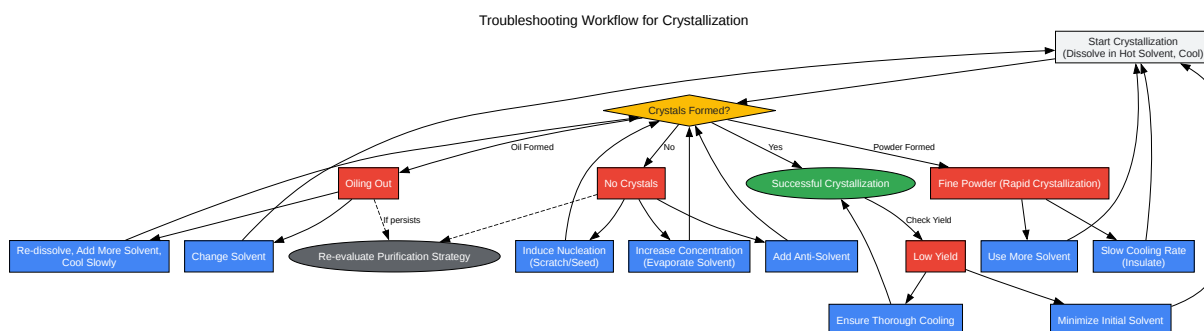 Troubleshooting Workflow for Crystallization
Start Crystallization
(Dissolve in Hot Solvent, Cool)
Crystals Formed?
Oil Formed
No
Yes
Powder Formed
Oiling Out
No Crystals
Successful Crystallization
Fine Powder (Rapid Crystallization)
If persists
Check Yield
Re-dissolve, Add More Solvent,
Cool Slowly
Change Solvent
Re-evaluate Purification Strategy
Induce Nucleation
(Scratch/Seed)
Increase Concentration
(Evaporate Solvent)
Add Anti-Solvent
Low Yield
Use More Solvent
Slow Cooling Rate
(Insulate)
Ensure Thorough Cooling
Minimize Initial Solvent